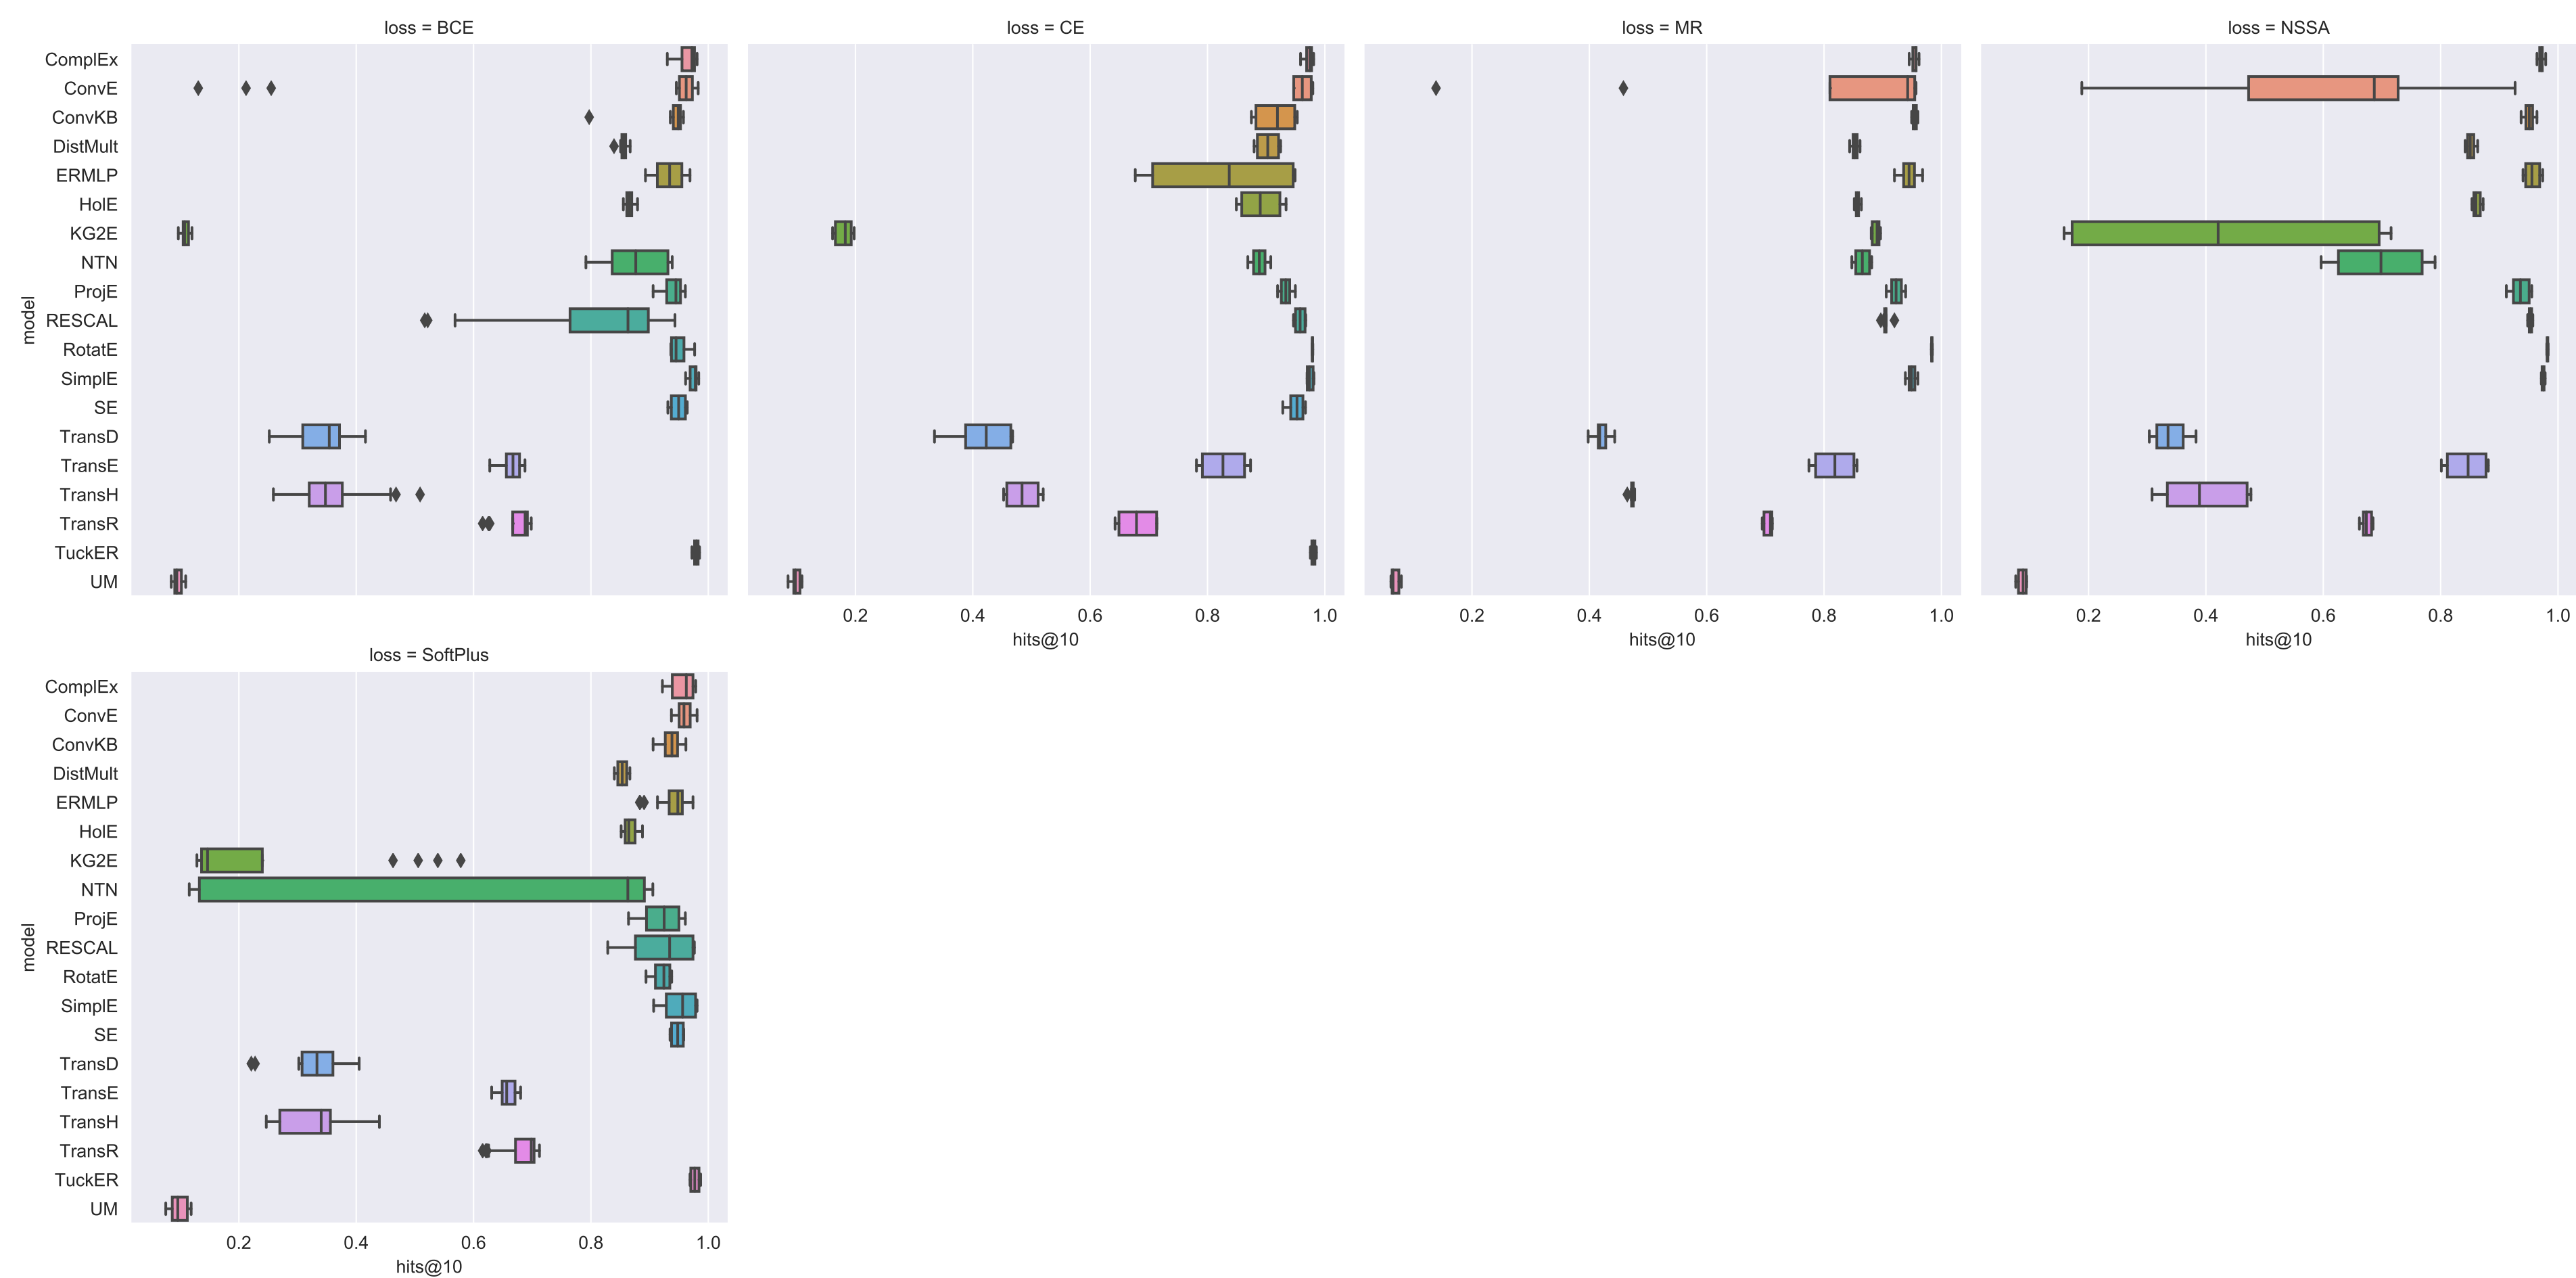 loss = BCE
loss = CE
loss = MR
loss = NSSA
ComplEx
ConvE
ConvKB
DistMult
ERMLP
HolE
KG2E
NTN
ProjE
RESCAL
RotatE
SimplE
SE
TransD
TransE
TransH
TransR
TuckER
UM
model
0.2 0.4 0.6 0.8 1.0
hits@10
0.2 0.4 0.6 0.8 1.0
hits@10
0.2 0.4 0.6 0.8 1.0
hits@10
loss = SoftPlus
ComplEx
ConvE
ConvKB
DistMult
ERMLP
HolE
KG2E
NTN
ProjE
RESCAL
RotatE
SimplE
SE
TransD
TransE
TransH
TransR
TuckER
UM
model
0.2 0.4 0.6 0.8 1.0
hits@10